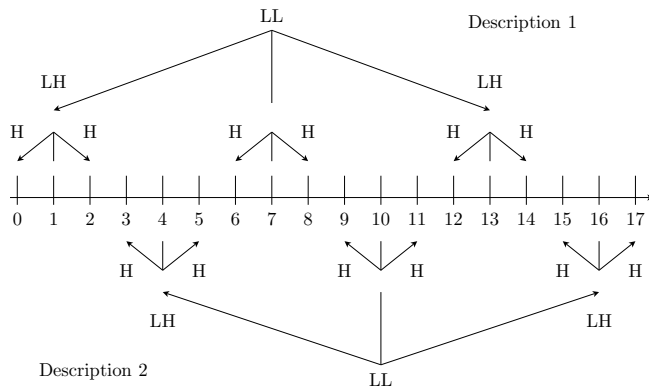 LL
Description 1
LH LH
H H H H H H
0 1 2 3 4 5 6 7 8 9 10 11 12 13 14 15 16 17
H H H H H H
LH LH
Description 2
LL